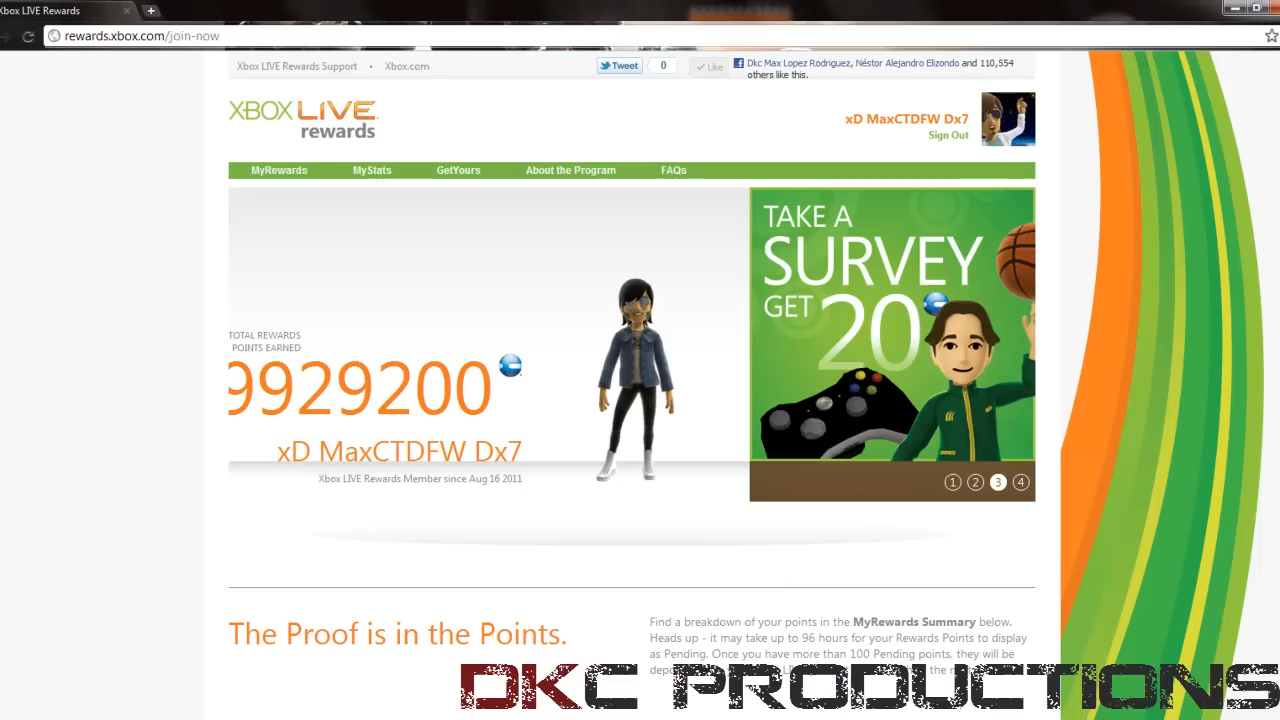 Xbox LIVE Rewards
rewards.xbox.com/join-now
Xbox LIVE Rewards Support • Xbox.com
Tweet 0 Like
Dkc Max Lopez Rodriguez, Néstor Alejandro Elizondo and 110,554
others like this.
XBOX LIVE
rewards
xD MaxCTDFW Dx7
Sign Out
MyRewards MyStats GetYours About the Program FAQs
TOTAL REWARDS
POINTS EARNED
9929200
xD MaxCTDFW Dx7
Xbox LIVE Rewards Member since Aug 16 2011
TAKE A
SURVEY
GET 20
1 2 3 4
The Proof is in the Points.
Find a breakdown of your points in the MyRewards Summary below.
Heads up - it may take up to 96 hours for your Rewards Points to display
as Pending. Once you have more than 100 Pending points, they will be
DKC PRODUCTIONS